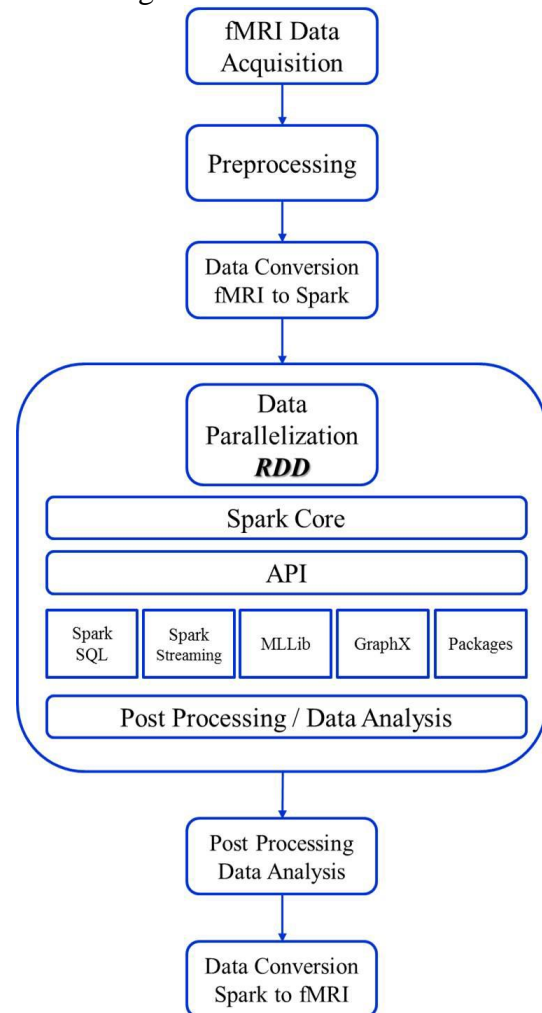 fMRI Data
Acquisition
Preprocessing
Data Conversion
fMRI to Spark
Data
Parallelization
RDD
Spark Core
API
Spark
SQL
Spark
Streaming
MLLib
GraphX
Packages
Post Processing / Data Analysis
Post Processing
Data Analysis
Data Conversion
Spark to fMRI